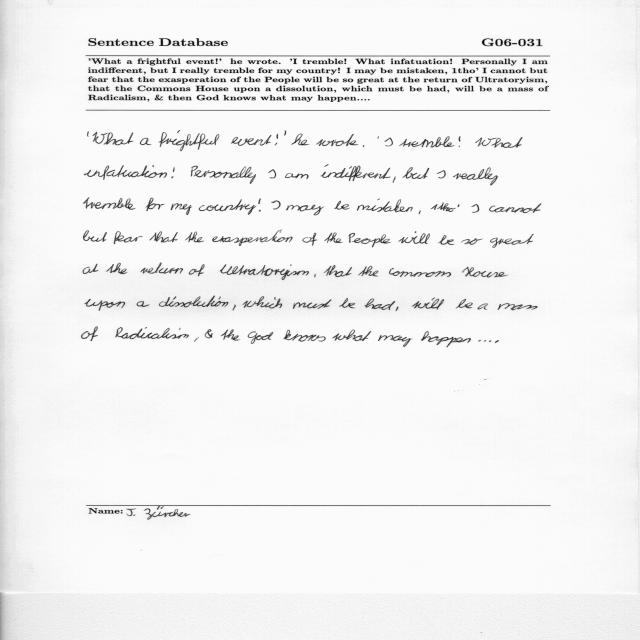 Sentence Database G06-031
'What a frightful event!' he wrote. 'I tremble! What infatuation! Personally I am
indifferent, but I really tremble for my country! I may be mistaken, 1tho' I cannot but
fear that the exasperation of the People will be so great at the return of Ultratoryism,
that the Commons House upon a dissolution, which must be had, will be a mass of
Radicalism, & then God knows what may happen....
'What a frightful event!' he wrote. 'I tremble! What
infatuation! Personally I am indifferent, but I really
tremble for my country! I may be mistaken, 1tho' I cannot
but fear that the exasperation of the People will be so great
at the return of Ultratoryism, that the Commons House
upon a dissolution, which must be had, will be a mass
of Radicalism, & the God knows what may happen ....
Name: J. Zürcher